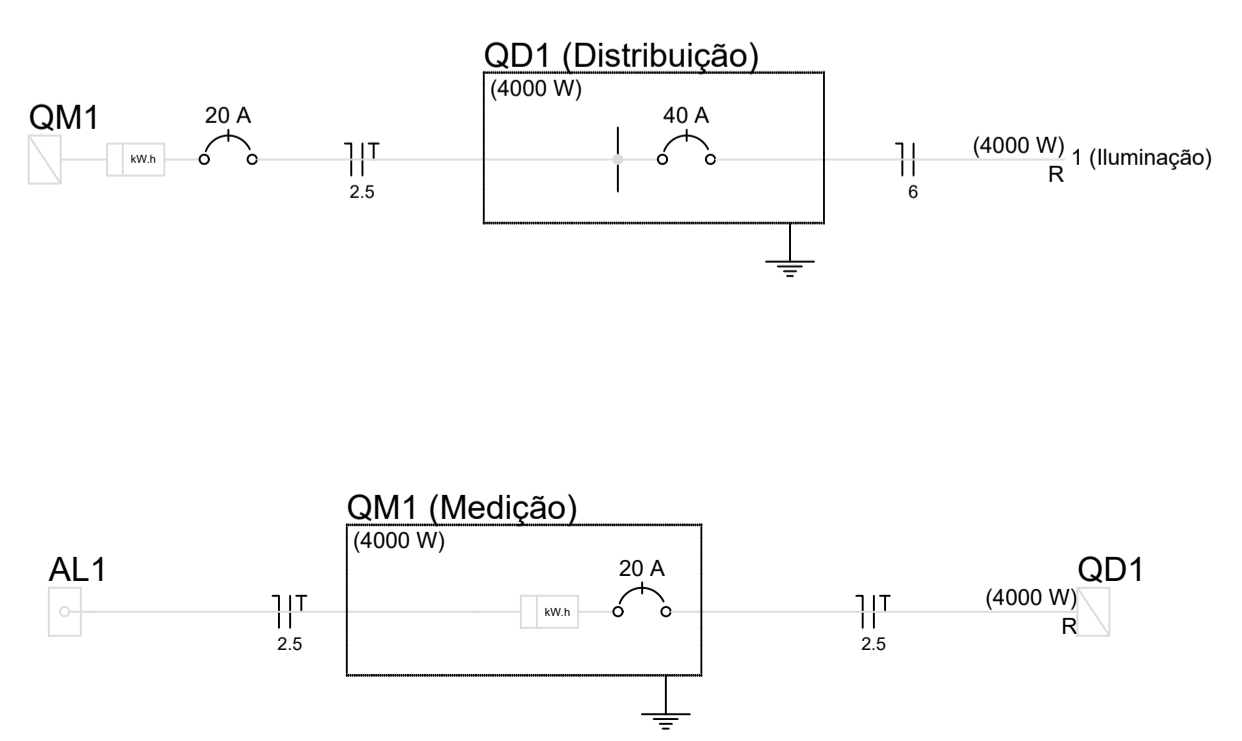 QD1 (Distribuição)
(4000 W)
QM1
20 A
40 A
kW.h
T
2.5
6
(4000 W)
R
1 (Iluminação)
QM1 (Medição)
(4000 W)
AL1
20 A
QD1
T
2.5
kW.h
T
2.5
(4000 W)
R